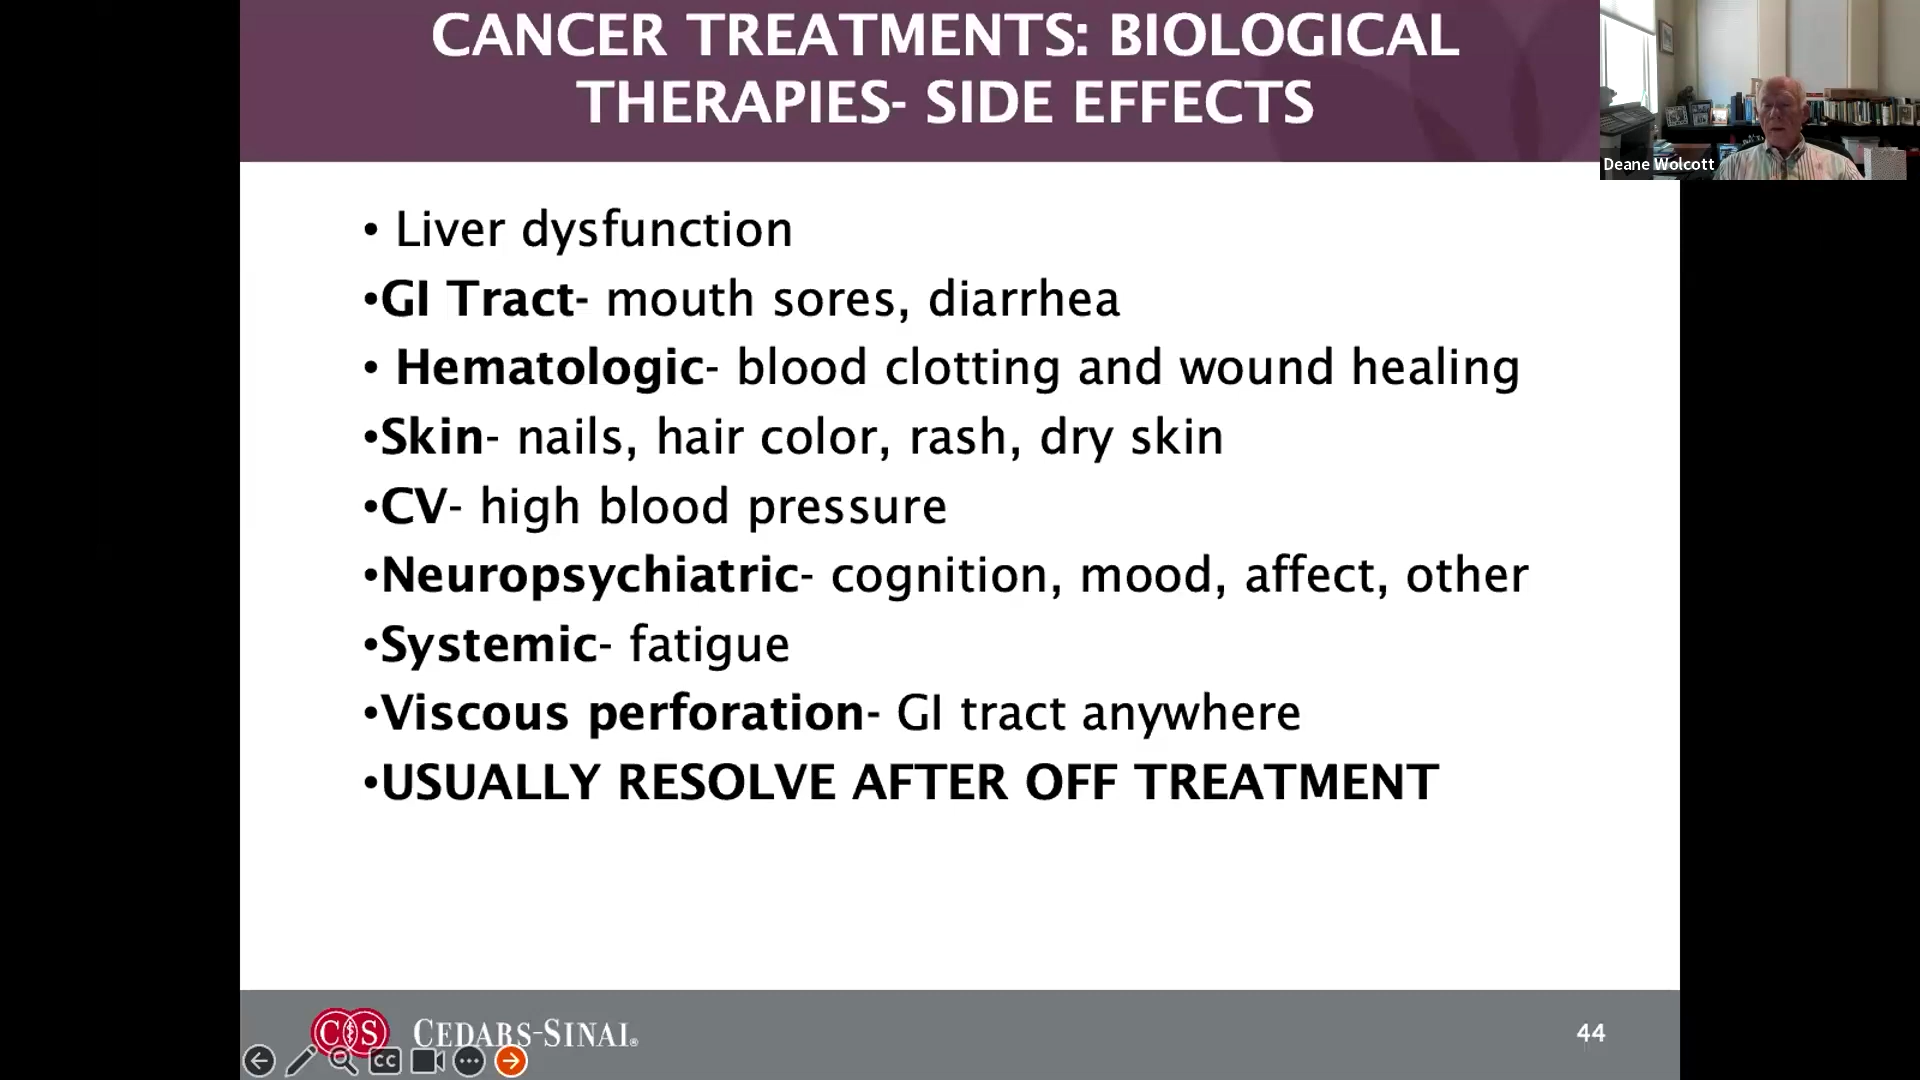 CANCER TREATMENTS: BIOLOGICAL
THERAPIES- SIDE EFFECTS
Deane Wolcott
• Liver dysfunction
•GI Tract- mouth sores, diarrhea
• Hematologic- blood clotting and wound healing
•Skin- nails, hair color, rash, dry skin
•CV- high blood pressure
•Neuropsychiatric- cognition, mood, affect, other
•Systemic- fatigue
•Viscous perforation- GI tract anywhere
•USUALLY RESOLVE AFTER OFF TREATMENT
CS CEDARS-SINAI®
44
CC